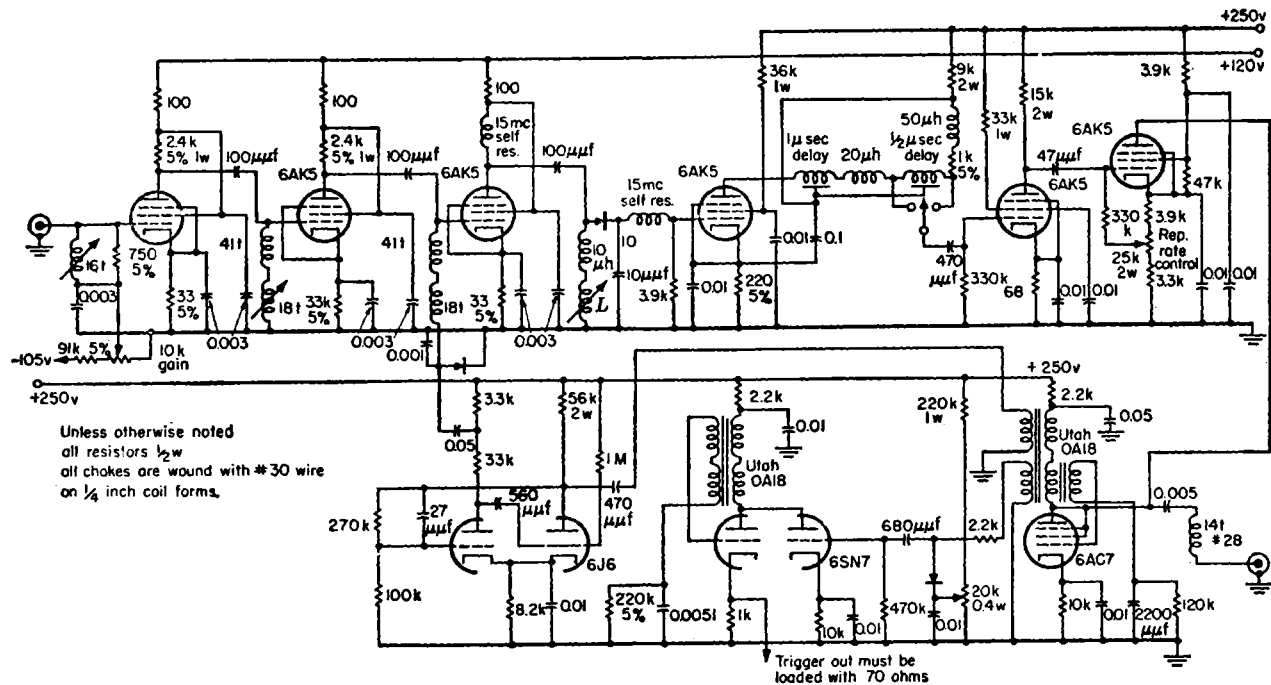 +250v
+120v
100
100
100
36k
1w
9k
2w
3.9k
15mc
self
res.
50μh
33k
1w
15k
2w
6AK5
2.4k
5% 1w
100μμf
2.4k
5% 1w
100μμf
100μμf
1μsec
delay
20μh
½μsec
delay
1k
5%
47μμf
6AK5
6AK5
6AK5
15mc
self res.
6AK5
47k
16t
750
5%
41t
10
10
μh
0.01
0.1
330
k
3.9k
Rep.
rate
control
25k
2w
0.003
33
5%
18t
33k
5%
18t
33
5%
L
10μμf
3.9k
0.01
220
5%
470
μμf
330k
68
0.01
0.01
3.3k
0.01
0.01
0.003
0.003
0.003
-105v
91k 5%
10k
gain
0.001
+250v
+250v
3.3k
56k
2w
2.2k
220k
1w
2.2k
0.05
Unless otherwise noted
all resistors ½w
all chokes are wound with #30 wire
on ¼ inch coil forms.
0.05
33k
1M
0.01
Utah
0A18
Utah
0A18
0.005
270k
27
μμf
560
μμf
470
μμf
680μμf
2.2k
14t
#28
6J6
6SN7
6AC7
100k
8.2k
0.01
220k
5%
0.0051
1k
10k
0.01
470k
0.01
20k
0.4w
10k
0.01
2200
μμf
120k
Trigger out must be
loaded with 70 ohms